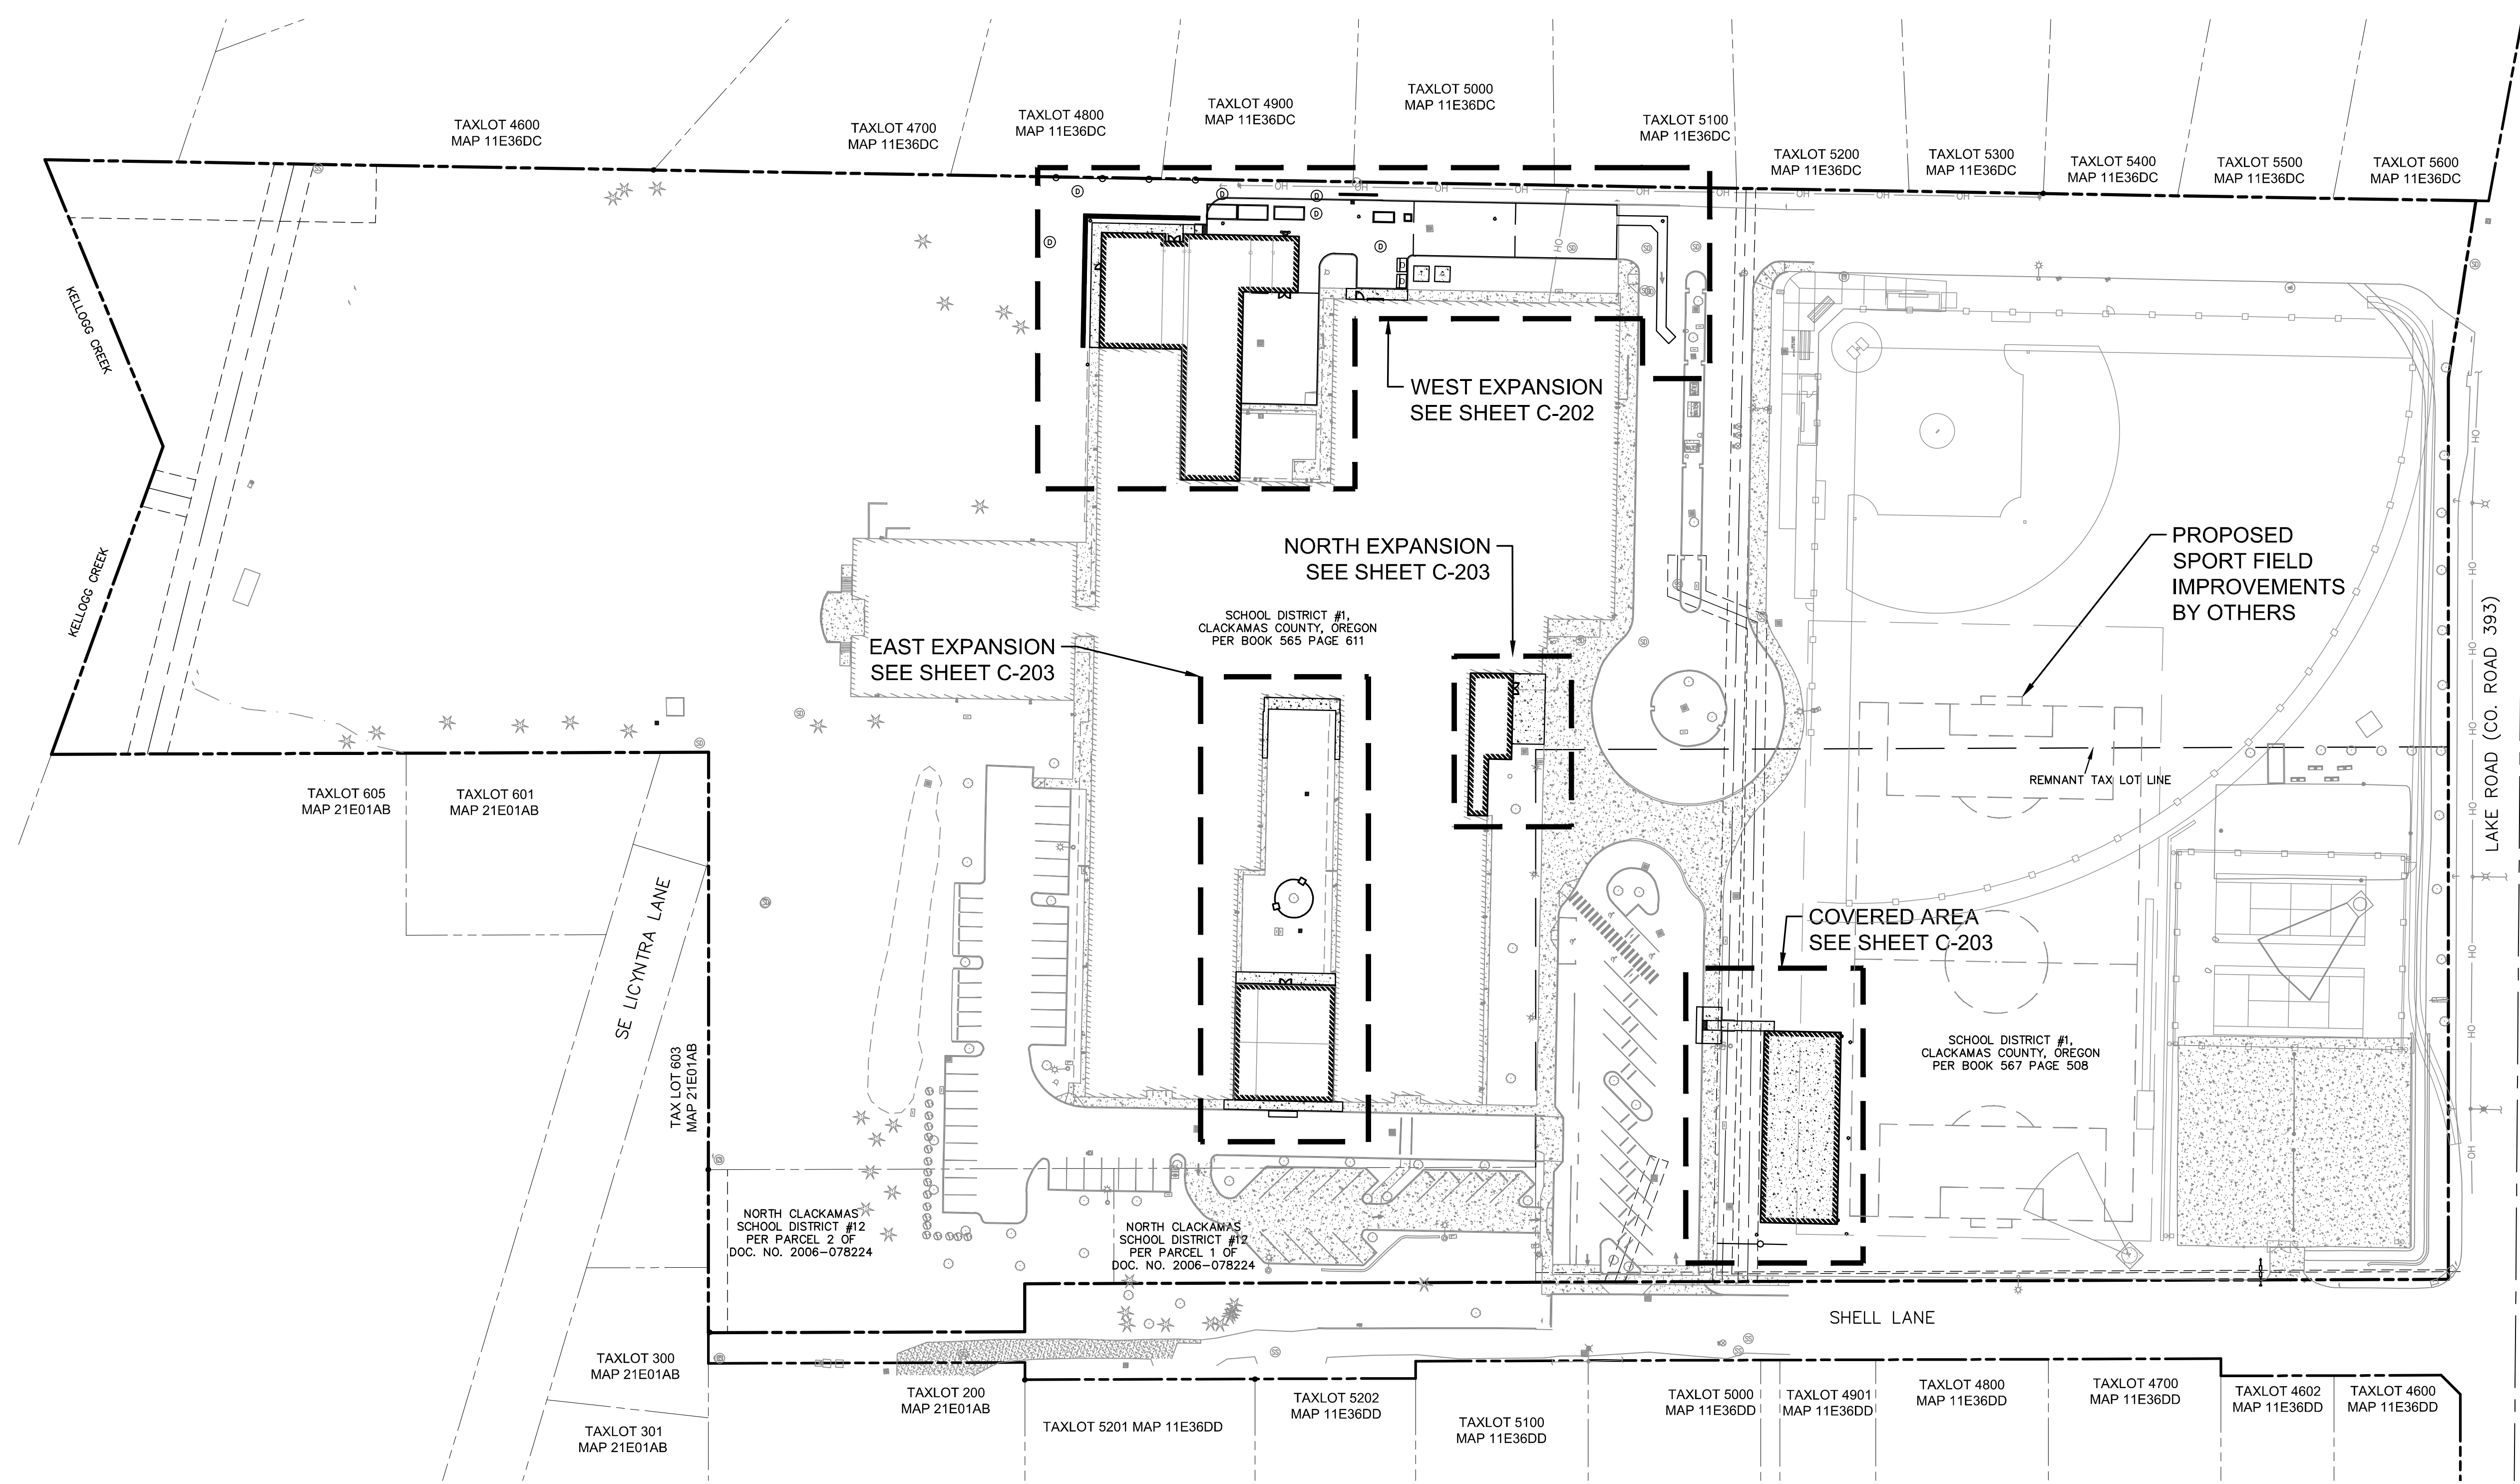 TAXLOT 4600
MAP 11E36DC
TAXLOT 4700
MAP 11E36DC
TAXLOT 4800
MAP 11E36DC
TAXLOT 4900
MAP 11E36DC
TAXLOT 5000
MAP 11E36DC
TAXLOT 5100
MAP 11E36DC
TAXLOT 5200
MAP 11E36DC
TAXLOT 5300
MAP 11E36DC
TAXLOT 5400
MAP 11E36DC
TAXLOT 5500
MAP 11E36DC
TAXLOT 5600
MAP 11E36DC
KELLOGG CREEK
KELLOGG CREEK
WEST EXPANSION
SEE SHEET C-202
NORTH EXPANSION
SEE SHEET C-203
PROPOSED
SPORT FIELD
IMPROVEMENTS
BY OTHERS
SCHOOL DISTRICT #1,
CLACKAMAS COUNTY, OREGON
PER BOOK 565 PAGE 611
EAST EXPANSION
SEE SHEET C-203
LAKE ROAD (CO. ROAD 393)
REMNANT TAX LOT LINE
TAXLOT 605
MAP 21E01AB
TAXLOT 601
MAP 21E01AB
SE LICYNTRA LANE
TAX LOT 603
MAP 21E01AB
COVERED AREA
SEE SHEET C-203
SCHOOL DISTRICT #1,
CLACKAMAS COUNTY, OREGON
PER BOOK 567 PAGE 508
NORTH CLACKAMAS
SCHOOL DISTRICT #12
PER PARCEL 2 OF
DOC. NO. 2006-078224
NORTH CLACKAMAS
SCHOOL DISTRICT #12
PER PARCEL 1 OF
DOC. NO. 2006-078224
SHELL LANE
TAXLOT 300
MAP 21E01AB
TAXLOT 301
MAP 21E01AB
TAXLOT 200
MAP 21E01AB
TAXLOT 5201 MAP 11E36DD
TAXLOT 5202
MAP 11E36DD
TAXLOT 5100
MAP 11E36DD
TAXLOT 5000
MAP 11E36DD
TAXLOT 4901
MAP 11E36DD
TAXLOT 4800
MAP 11E36DD
TAXLOT 4700
MAP 11E36DD
TAXLOT 4602
MAP 11E36DD
TAXLOT 4600
MAP 11E36DD